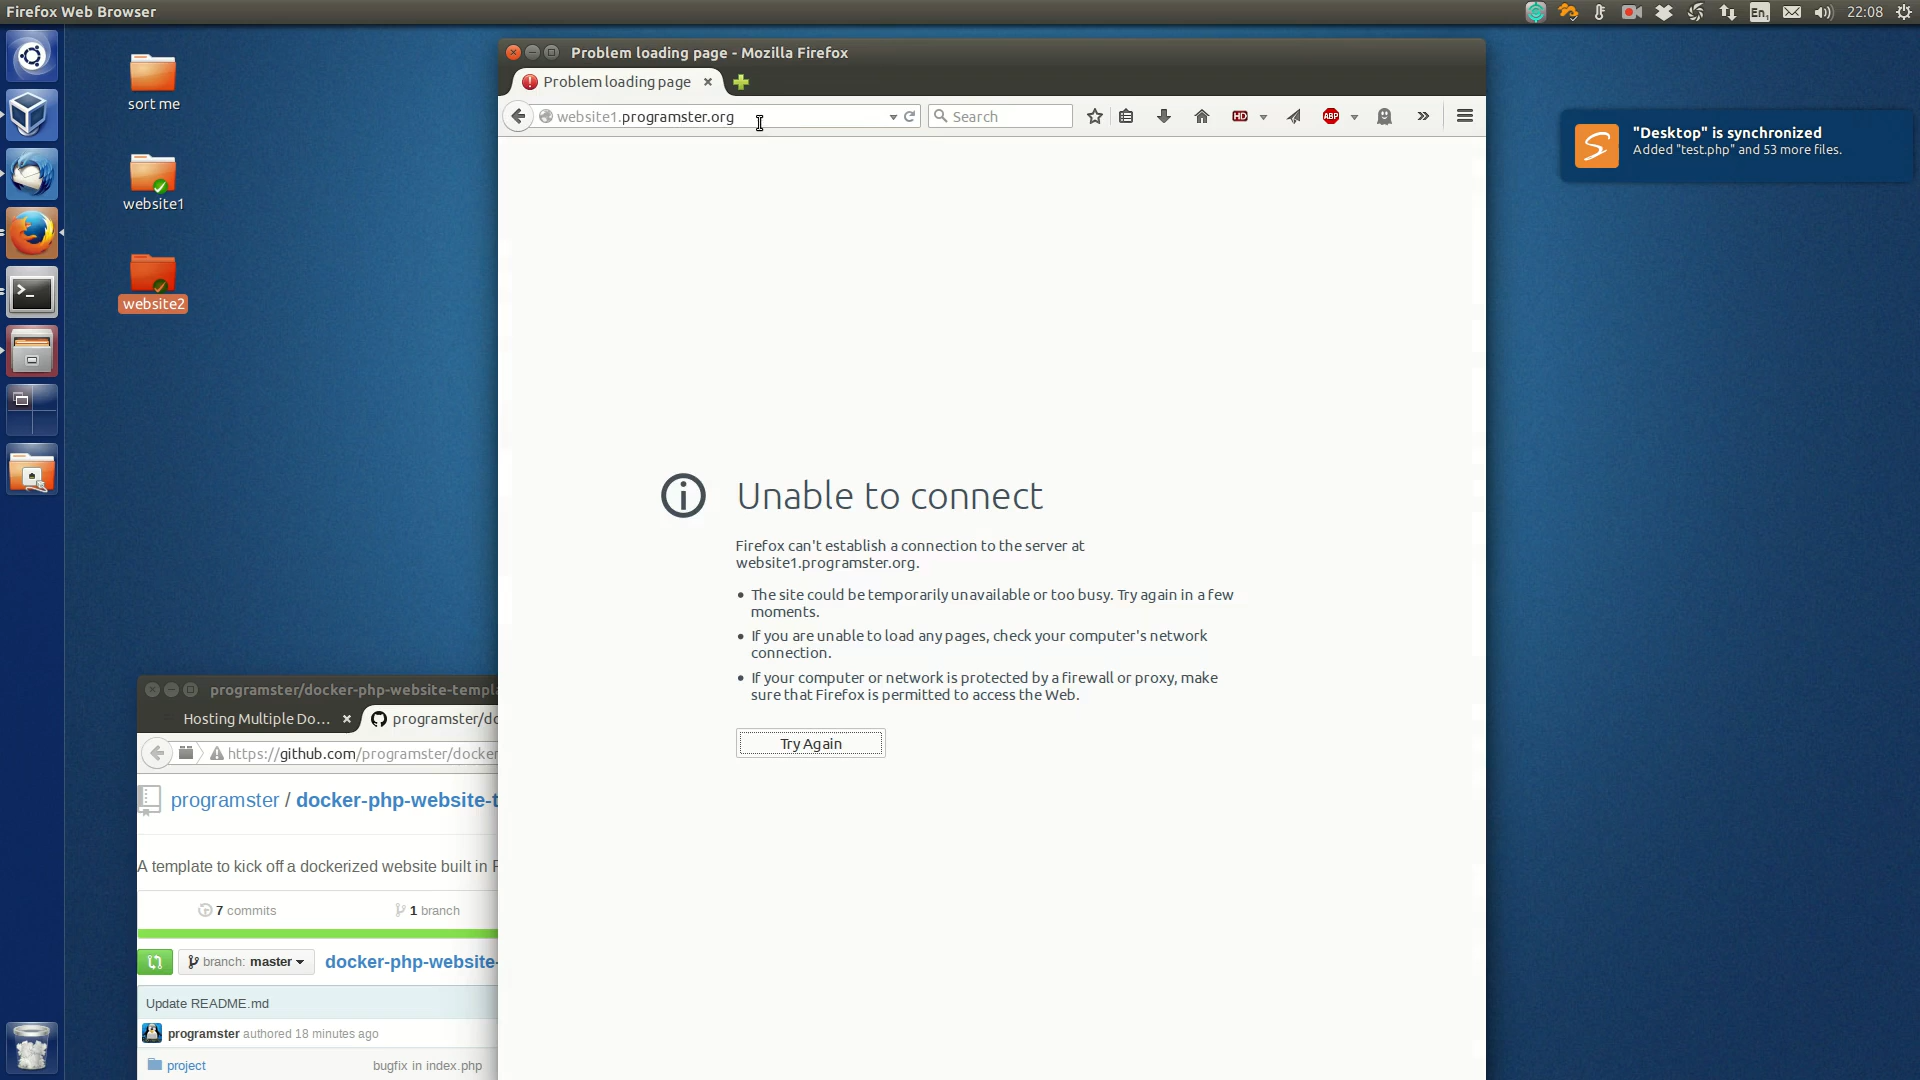 Firefox Web Browser
En1
22:08
sort me
website1
website2
Problem loading page - Mozilla Firefox
Problem loading page
website1.programster.org
Search
HD
ABP
"Desktop" is synchronized
Added "test.php" and 53 more files.
Unable to connect
Firefox can't establish a connection to the server at
website1.programster.org.
• The site could be temporarily unavailable or too busy. Try again in a few
moments.
• If you are unable to load any pages, check your computer's network
connection.
• If your computer or network is protected by a firewall or proxy, make
sure that Firefox is permitted to access the Web.
Try Again
programster/docker-php-website-templ
Hosting Multiple Do...
programster/do
https://github.com/programster/docker
programster / docker-php-website-t
A template to kick off a dockerized website built in P
7 commits
1 branch
branch: master
docker-php-website-
Update README.md
programster authored 18 minutes ago
project
bugfix in index.php